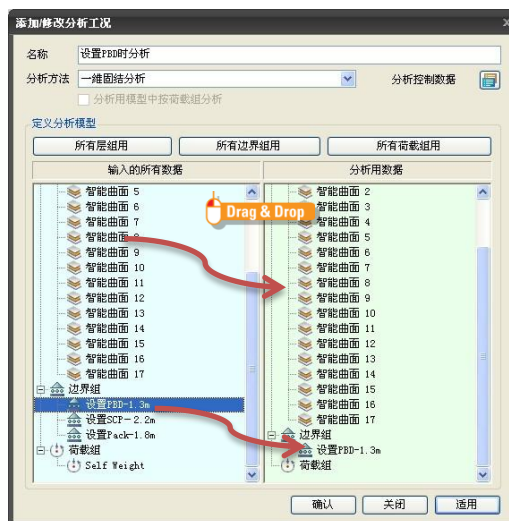 添加/修改分析工况
名称 设置PBD时分析
分析方法 一维固结分析 分析控制数据
分析用模型中按荷载组分析
定义分析模型
所有层组用 所有边界组用 所有荷载组用
输入的所有数据 分析用数据
智能曲面 5
智能曲面 6
智能曲面 7
智能曲面 8
智能曲面 9
智能曲面 10
智能曲面 11
智能曲面 12
智能曲面 13
智能曲面 14
智能曲面 15
智能曲面 16
智能曲面 17
边界组
设置PBD-1.3m
设置SCP-2.2m
设置Pack-1.8m
荷载组
Self Weight
Drag & Drop
智能曲面 2
智能曲面 3
智能曲面 4
智能曲面 5
智能曲面 6
智能曲面 7
智能曲面 8
智能曲面 9
智能曲面 10
智能曲面 11
智能曲面 12
智能曲面 13
智能曲面 14
智能曲面 15
智能曲面 16
智能曲面 17
边界组
设置PBD-1.3m
荷载组
确认 关闭 适用